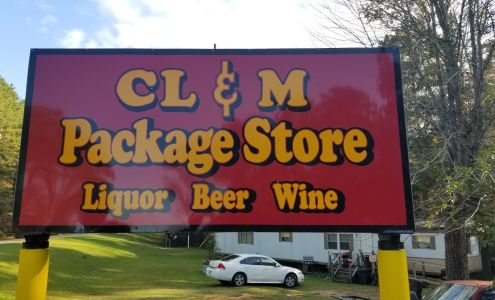 CL & M
Package Store
Liquor Beer Wine